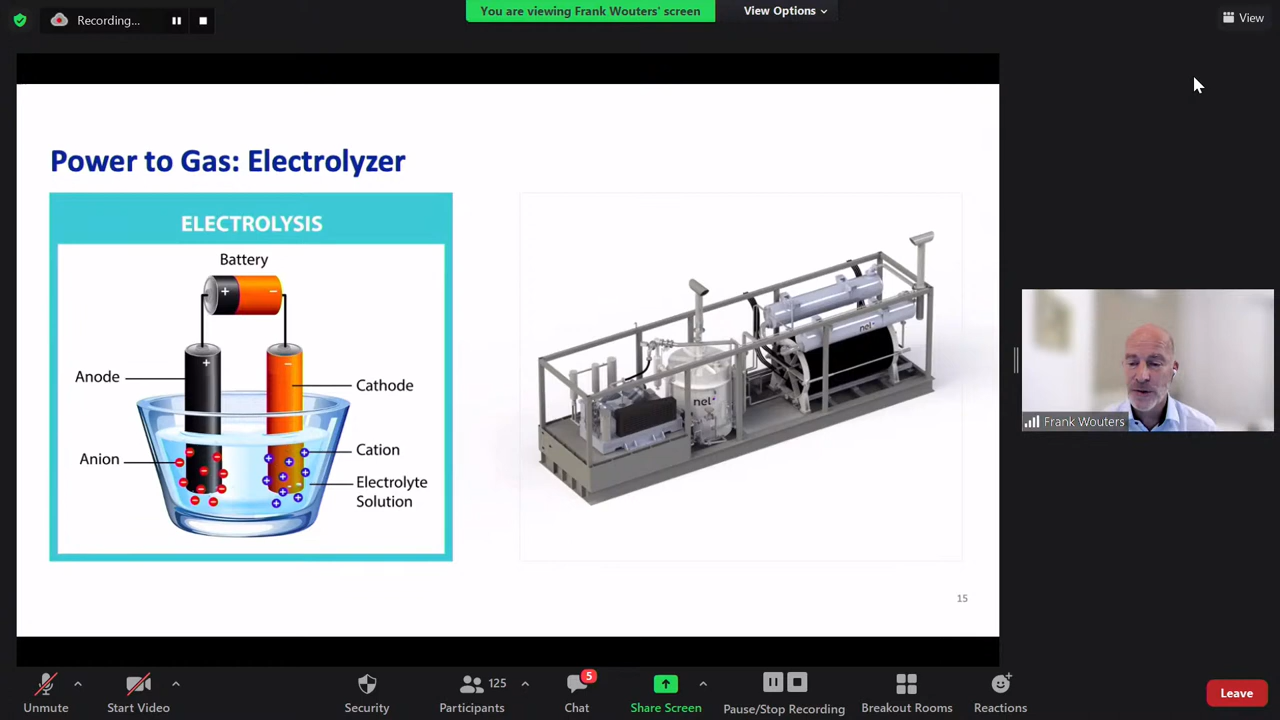 Recording...
You are viewing Frank Wouters' screen
View Options
View
Power to Gas: Electrolyzer
ELECTROLYSIS
Battery
+
−
+
−
Anode
Cathode
Anion
Cation
Electrolyte
Solution
nel
nel
15
Frank Wouters
Unmute
Start Video
Security
125
Participants
5
Chat
Share Screen
Pause/Stop Recording
Breakout Rooms
Reactions
Leave